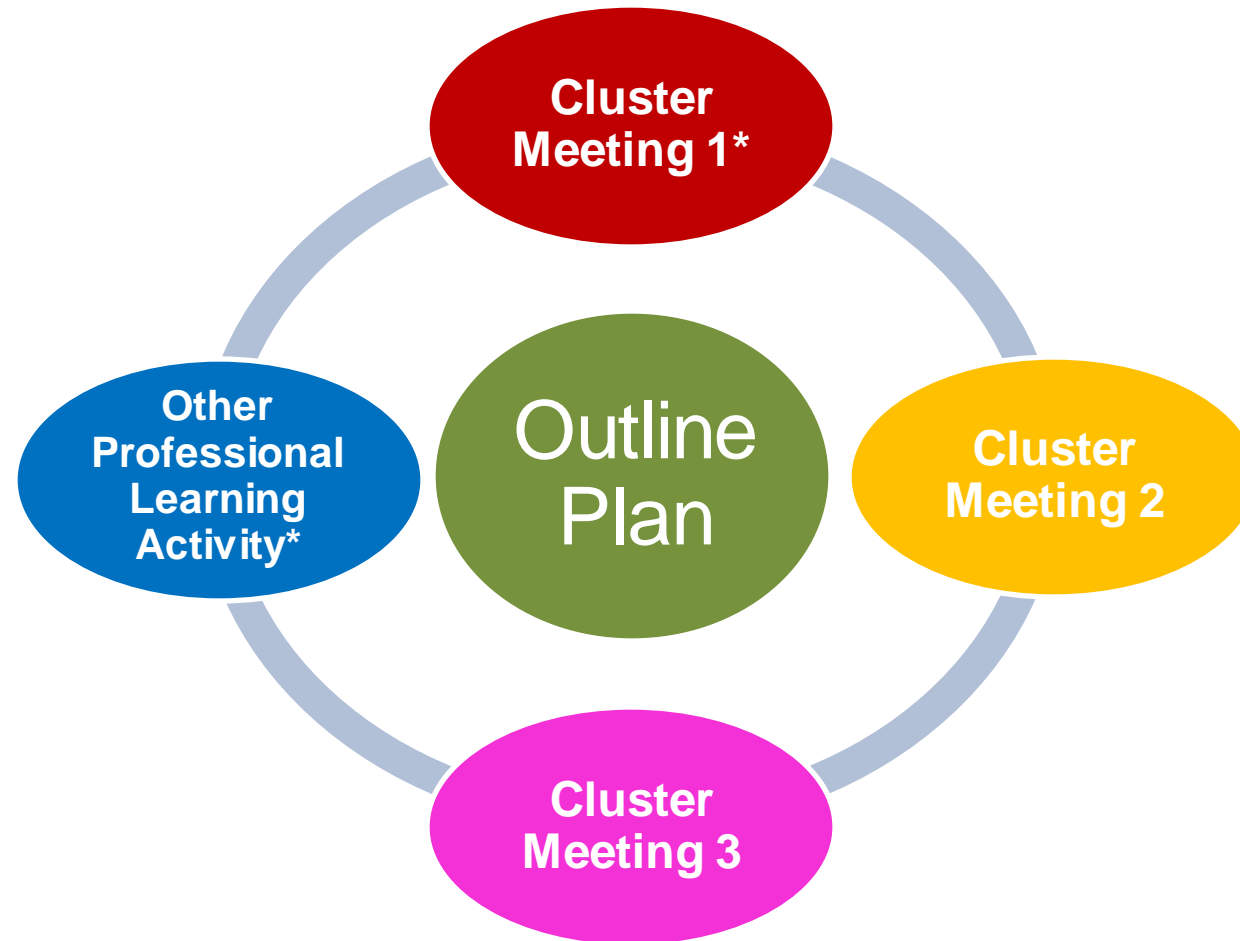 Cluster
Meeting 1*
Other
Professional
Learning
Activity*
Outline
Plan
Cluster
Meeting 2
Cluster
Meeting 3